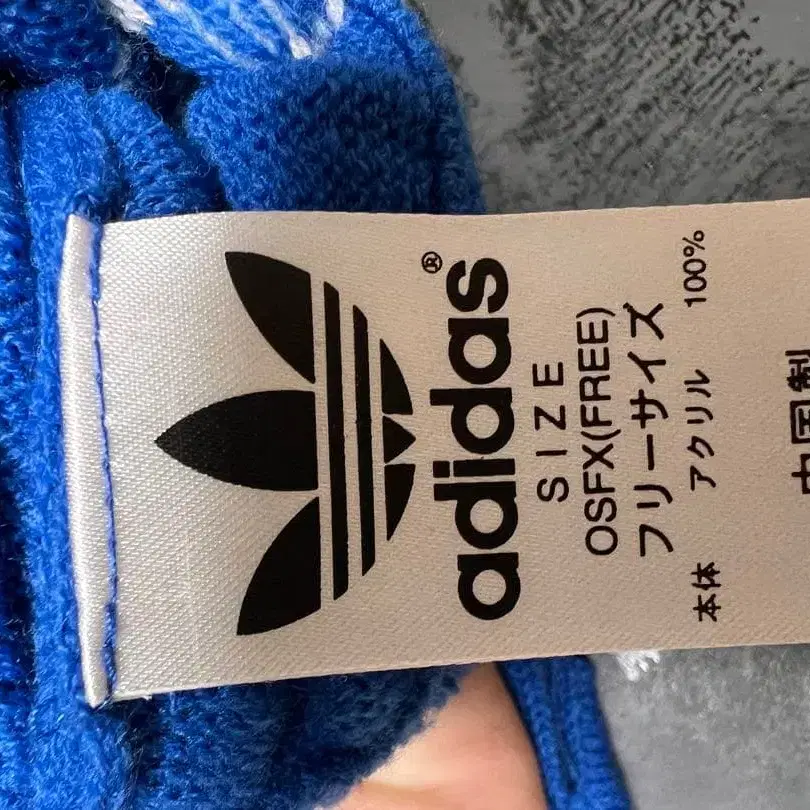 adidas®
SIZE
OSFX(FREE)
フリーサイズ
本体 アクリル 100%
中国制